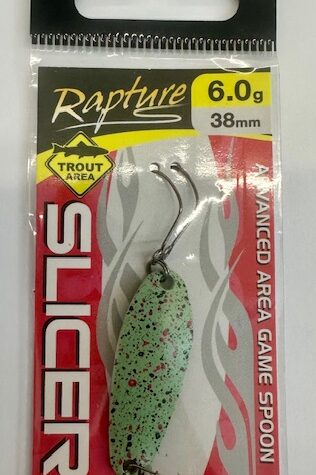 Rapture
6.0g
38mm
TROUT
AREA
SLICER
ADVANCED AREA GAME SPOON